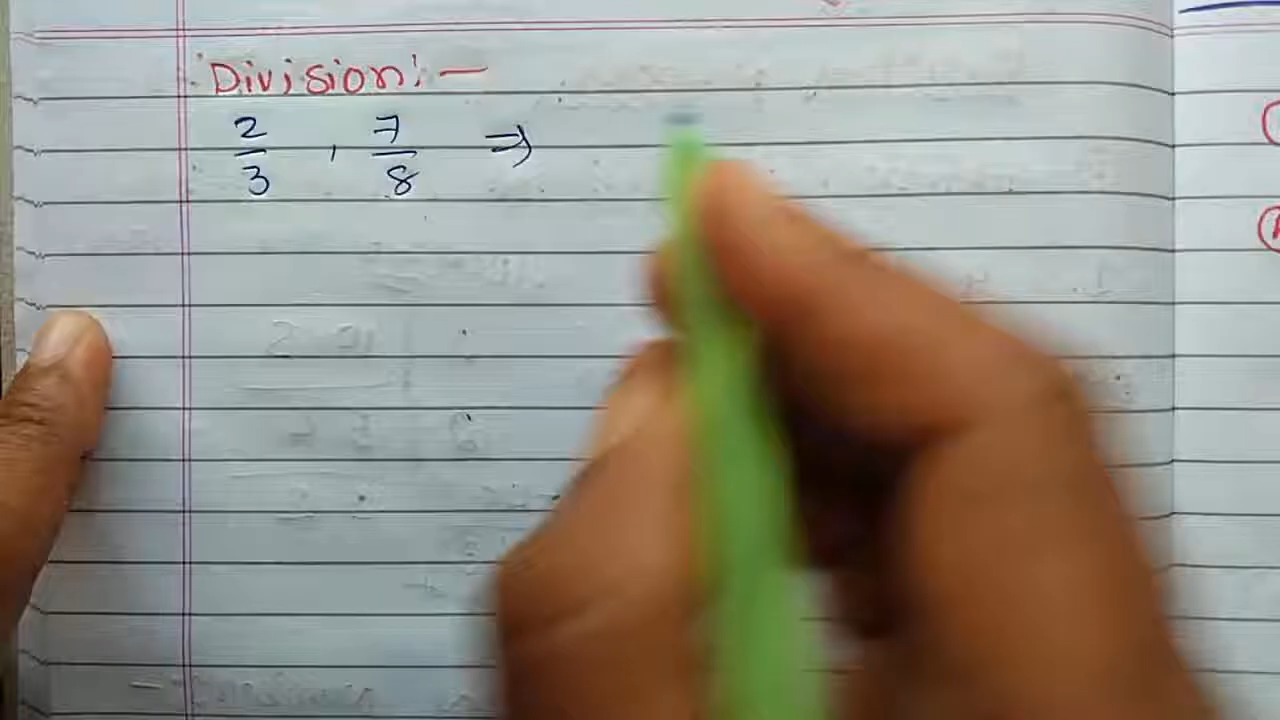 Division:-
2/3 , 7/8 ⇒